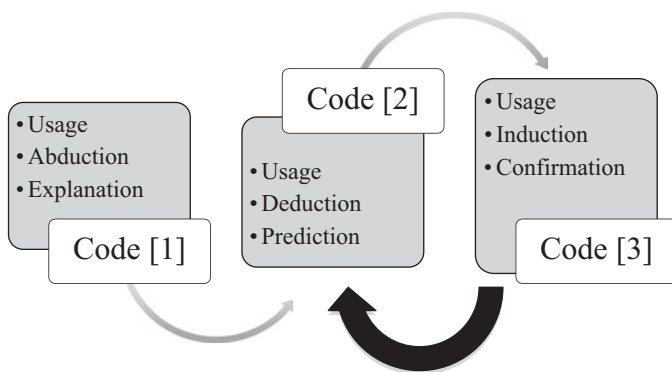 • Usage
• Abduction
• Explanation
Code [1]
Code [2]
• Usage
• Deduction
• Prediction
• Usage
• Induction
• Confirmation
Code [3]